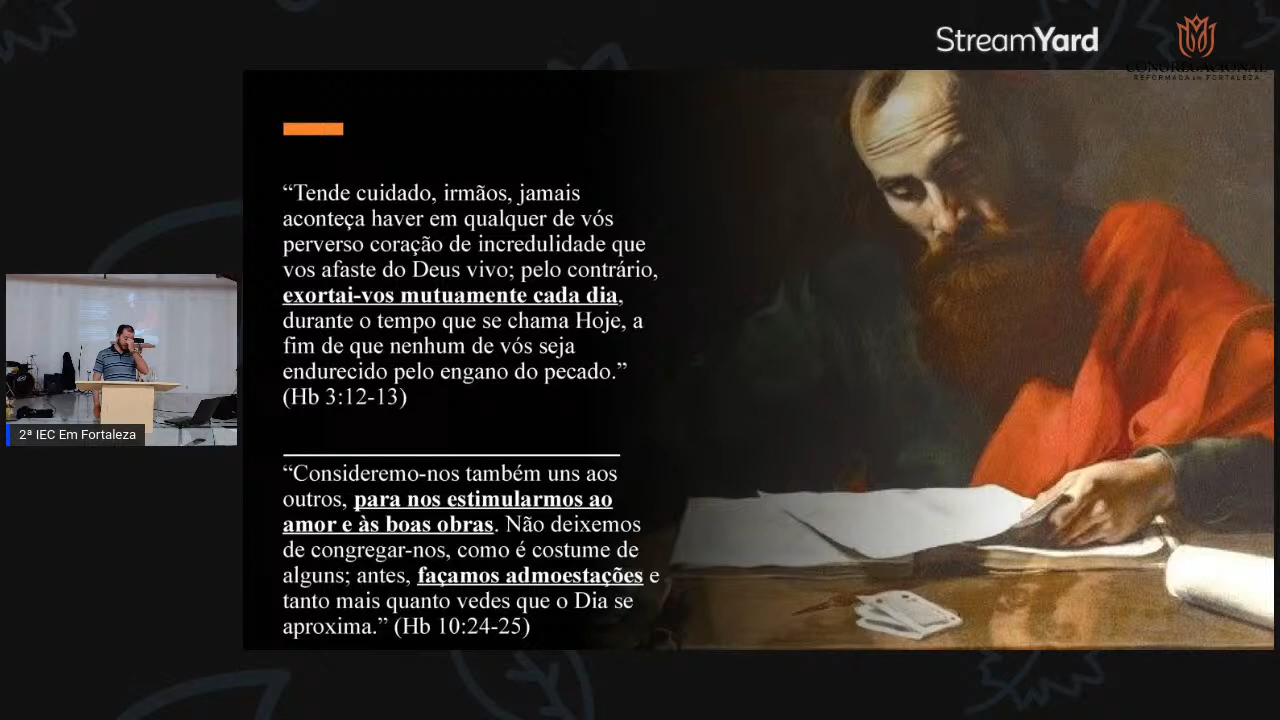 StreamYard
CONGREGACIONAL
REFORMADA EM FORTALEZA
“Tende cuidado, irmãos, jamais
aconteça haver em qualquer de vós
perverso coração de incredulidade que
vos afaste do Deus vivo; pelo contrário,
exortai-vos mutuamente cada dia,
durante o tempo que se chama Hoje, a
fim de que nenhum de vós seja
endurecido pelo engano do pecado.”
(Hb 3:12-13)
“Consideremo-nos também uns aos
outros, para nos estimularmos ao
amor e às boas obras. Não deixemos
de congregar-nos, como é costume de
alguns; antes, façamos admoestações e
tanto mais quanto vedes que o Dia se
aproxima.” (Hb 10:24-25)
2ª IEC Em Fortaleza